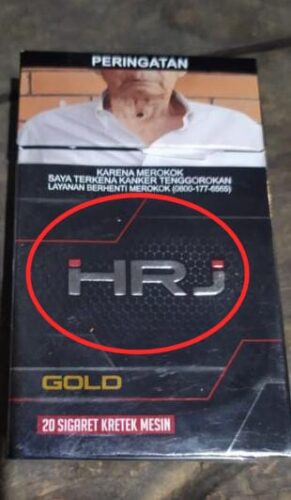 PERINGATAN
KARENA MEROKOK
SAYA TERKENA KANKER TENGGOROKAN
LAYANAN BERHENTI MEROKOK (0800-177-6565)
HRJ
GOLD
20 SIGARET KRETEK MESIN